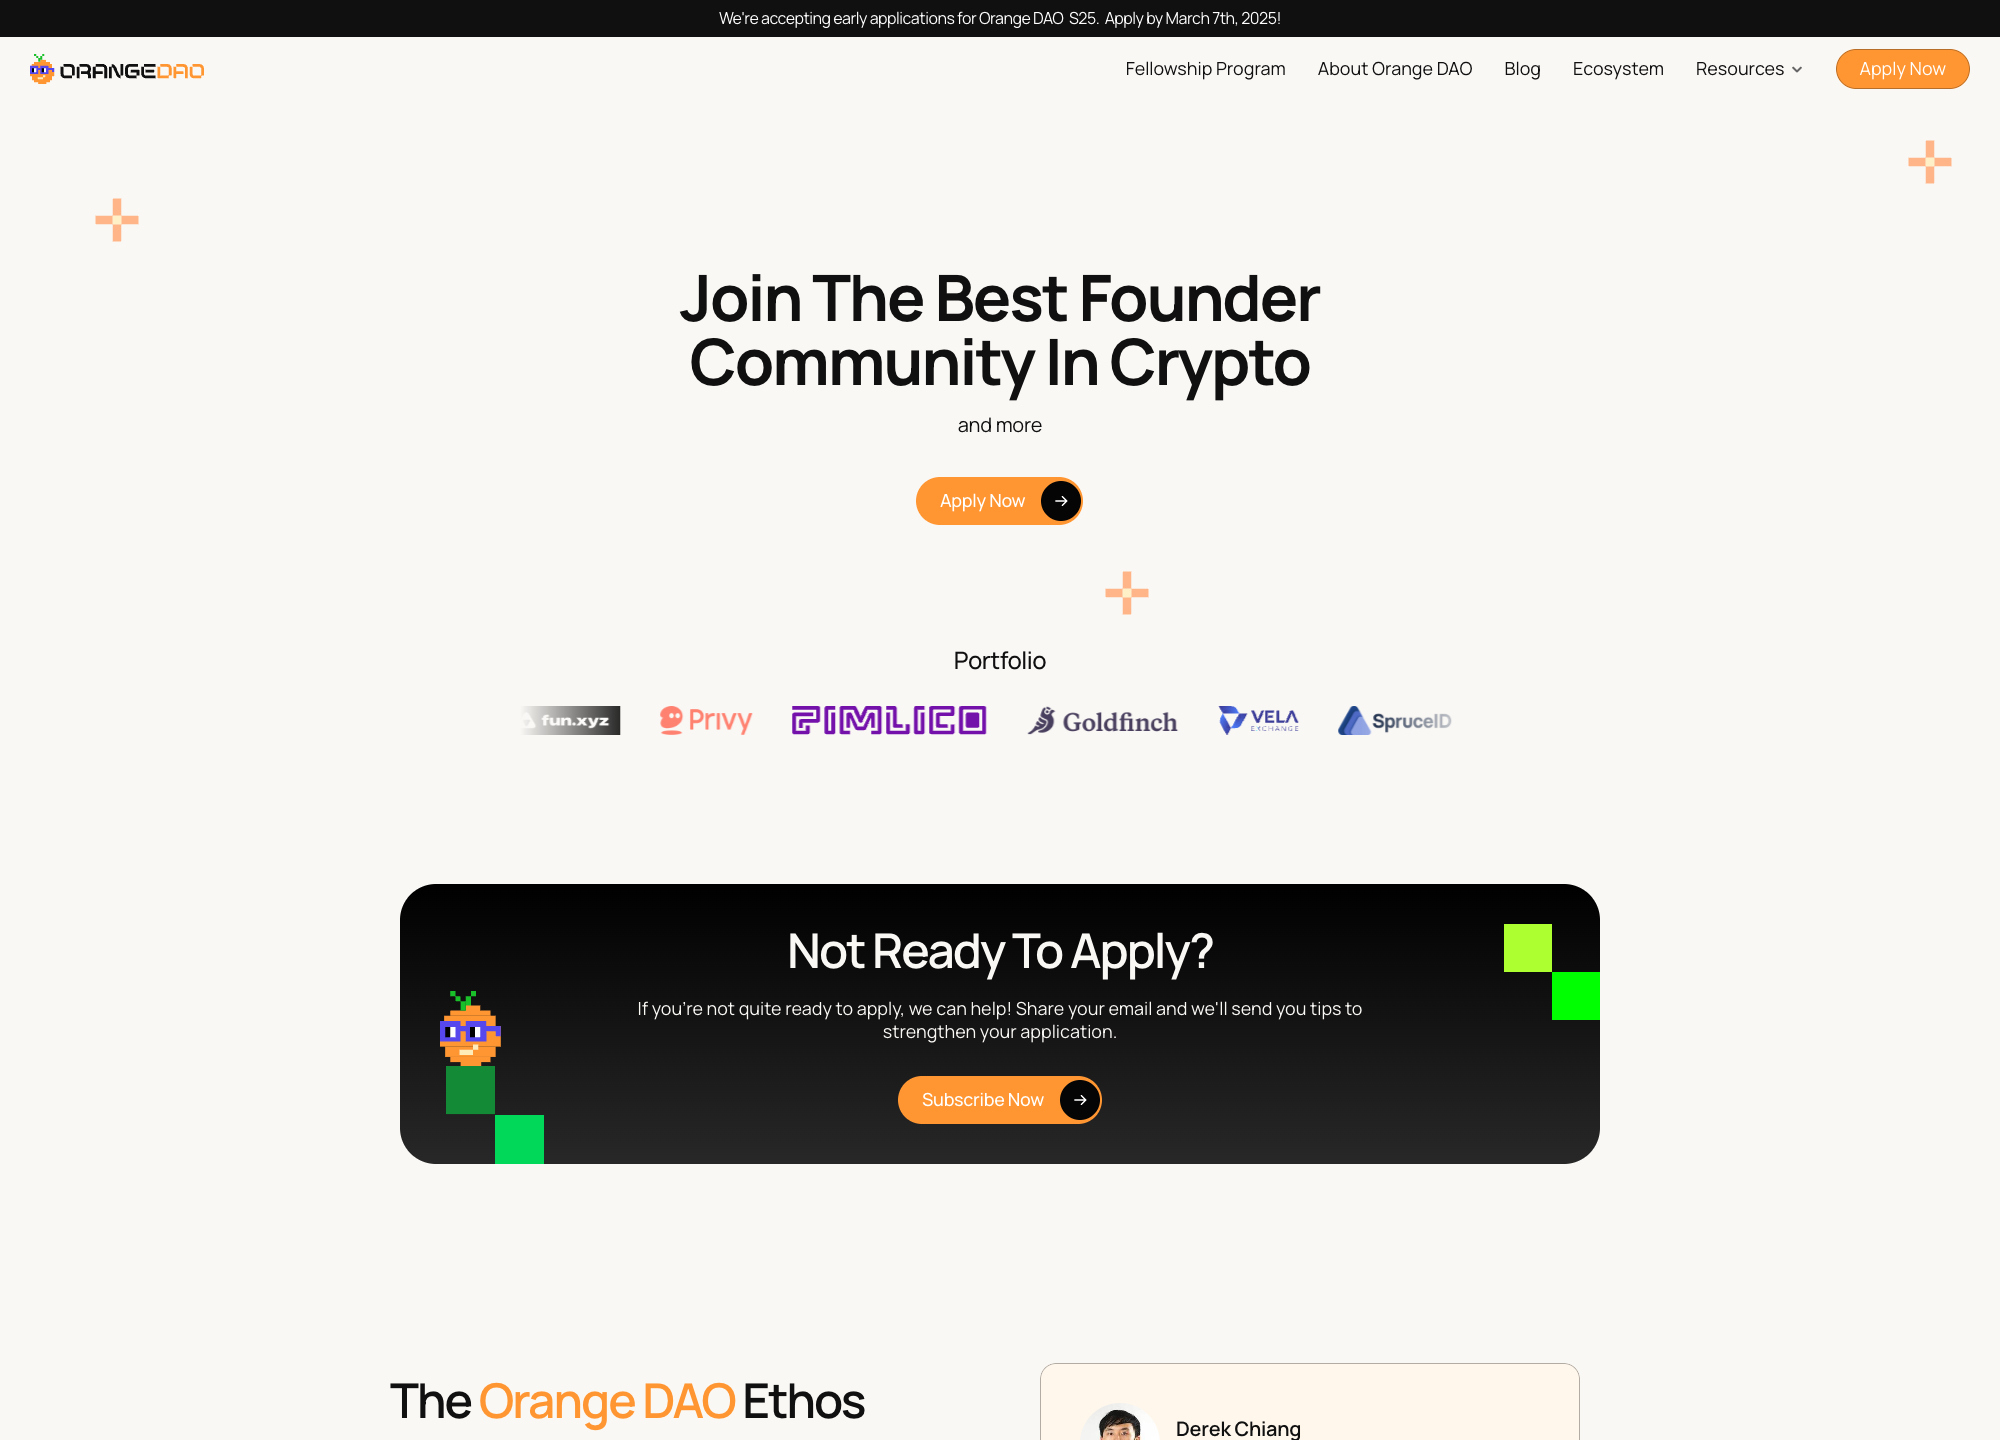 We're accepting early applications for Orange DAO S25. Apply by March 7th, 2025!
ORANGEDAO
Fellowship Program
About Orange DAO
Blog
Ecosystem
Resources
Apply Now
Join The Best Founder
Community In Crypto
and more
Apply Now
Portfolio
fun.xyz
Privy
PIMLICO
Goldfinch
VELA
EXCHANGE
SpruceID
Not Ready To Apply?
If you're not quite ready to apply, we can help! Share your email and we'll send you tips to
strengthen your application.
Subscribe Now
The Orange DAO Ethos
Derek Chiang